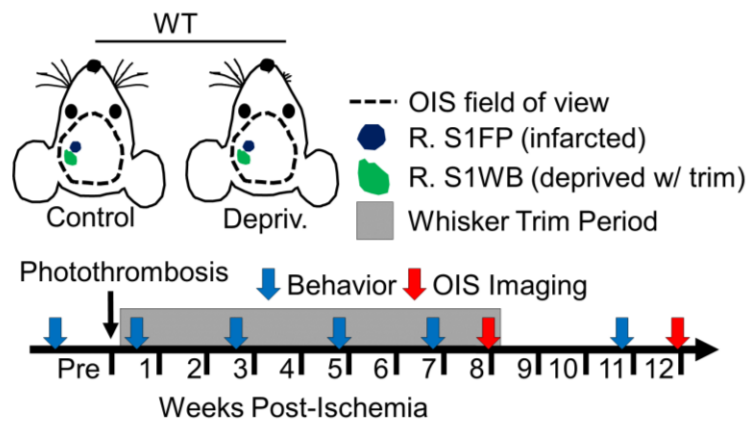 WT
Control
Depriv.
OIS field of view
R. S1FP (infarcted)
R. S1WB (deprived w/ trim)
Whisker Trim Period
Photothrombosis
Behavior
OIS Imaging
Pre 1 2 3 4 5 6 7 8 9 10 11 12
Weeks Post-Ischemia